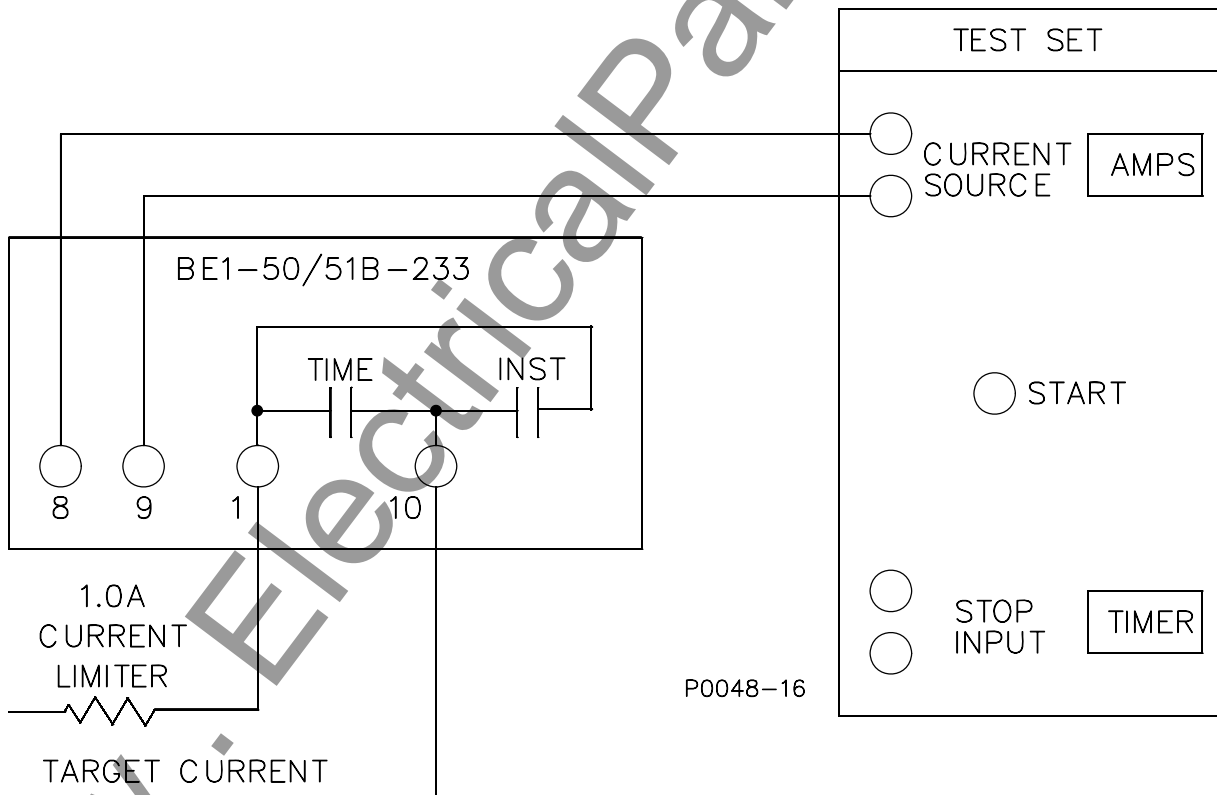 TEST SET
CURRENT
SOURCE
AMPS
BE1-50/51B-233
TIME
INST
START
8
9
1
10
1.0A
CURRENT
LIMITER
STOP
INPUT
TIMER
P0048-16
TARGET CURRENT
. ElectricalPa